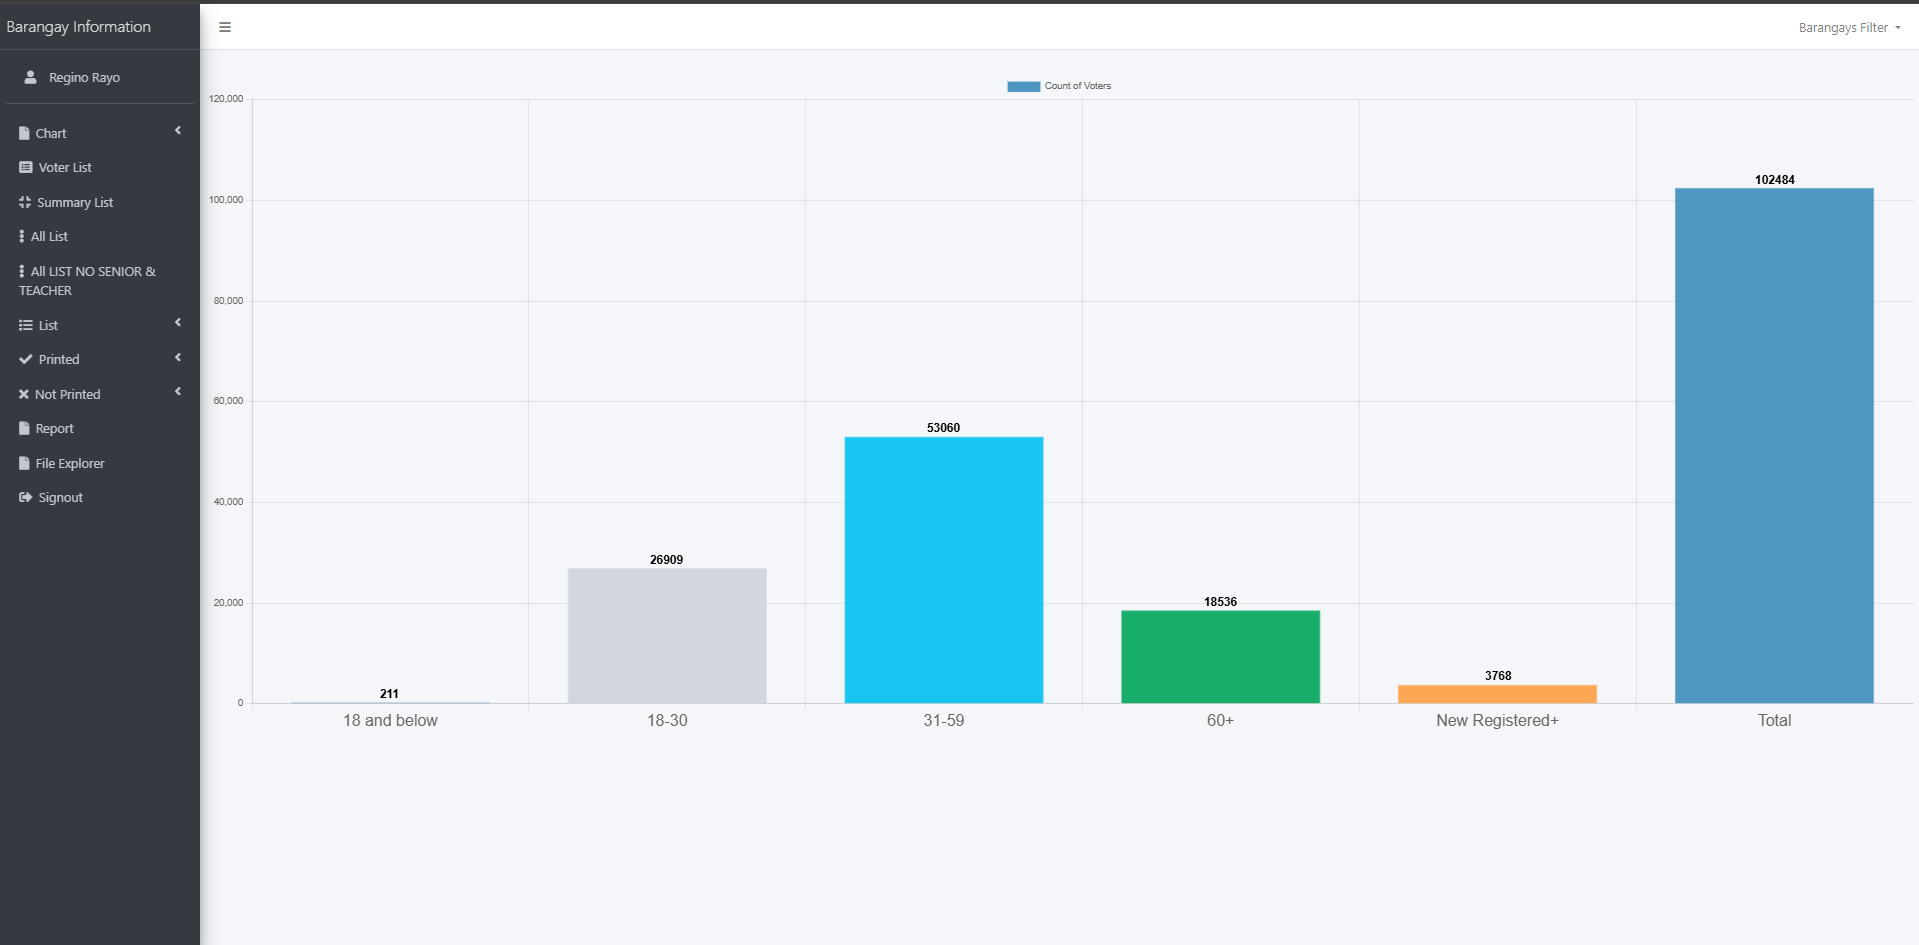 Barangay Information
Barangays Filter
Regino Rayo
Chart
Voter List
Summary List
All List
All LIST NO SENIOR &
TEACHER
List
Printed
Not Printed
Report
File Explorer
Signout
Count of Voters
120,000
100,000
80,000
60,000
40,000
20,000
0
211
26909
53060
18536
3768
102484
18 and below
18-30
31-59
60+
New Registered+
Total